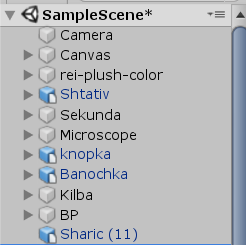 SampleScene*
Camera
Canvas
rei-plush-color
Shtativ
Sekunda
Microscope
knopka
Banochka
Kilba
BP
Sharic (11)